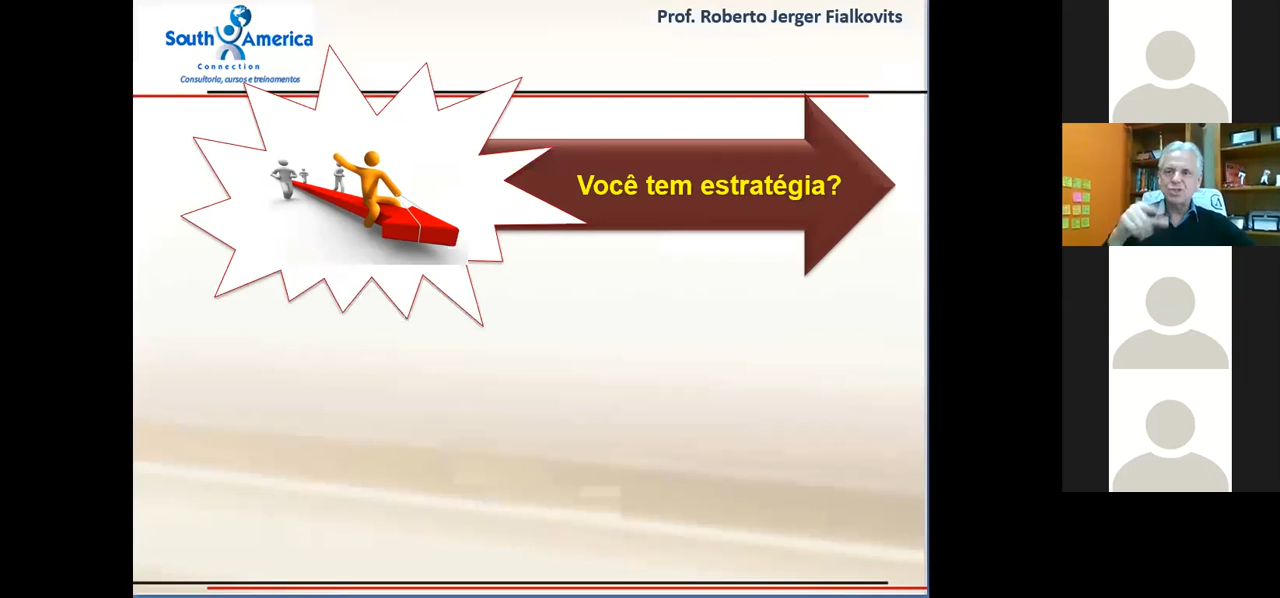 Prof. Roberto Jerger Fialkovits
South America
Connection
Consultoria, cursos e treinamentos
Você tem estratégia?